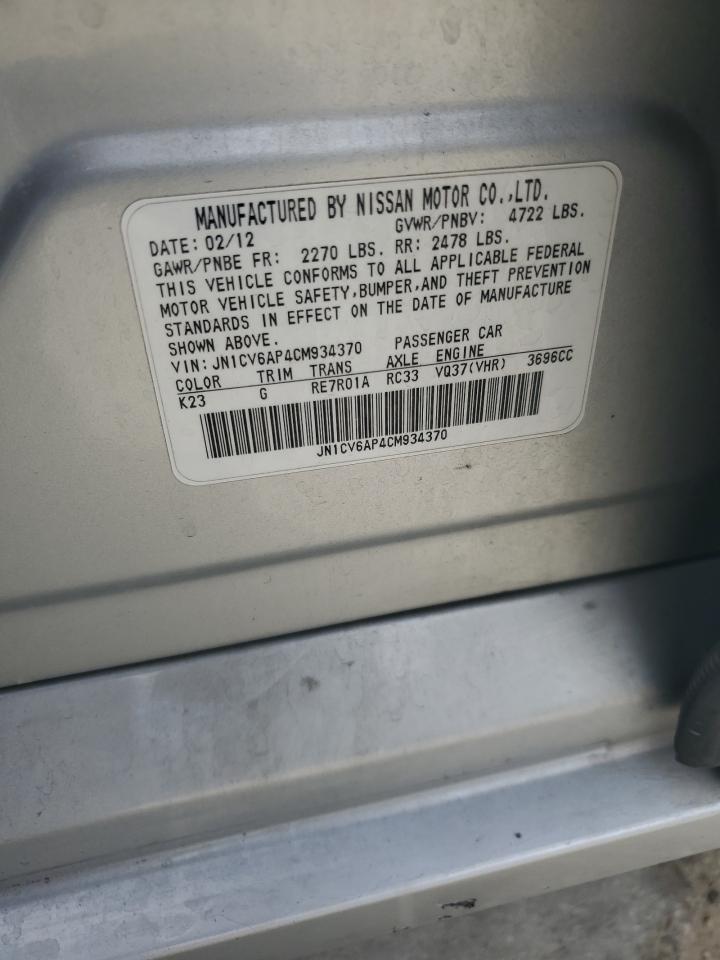 MANUFACTURED BY NISSAN MOTOR CO.,LTD.
DATE: 02/12 GVWR/PNBV: 4722 LBS.
GAWR/PNBE FR: 2270 LBS. RR: 2478 LBS.
THIS VEHICLE CONFORMS TO ALL APPLICABLE FEDERAL
MOTOR VEHICLE SAFETY,BUMPER,AND THEFT PREVENTION
STANDARDS IN EFFECT ON THE DATE OF MANUFACTURE
SHOWN ABOVE.
VIN: JN1CV6AP4CM934370 PASSENGER CAR
COLOR TRIM TRANS AXLE ENGINE
K23 G RE7R01A RC33 VQ37(VHR) 3696CC
JN1CV6AP4CM934370